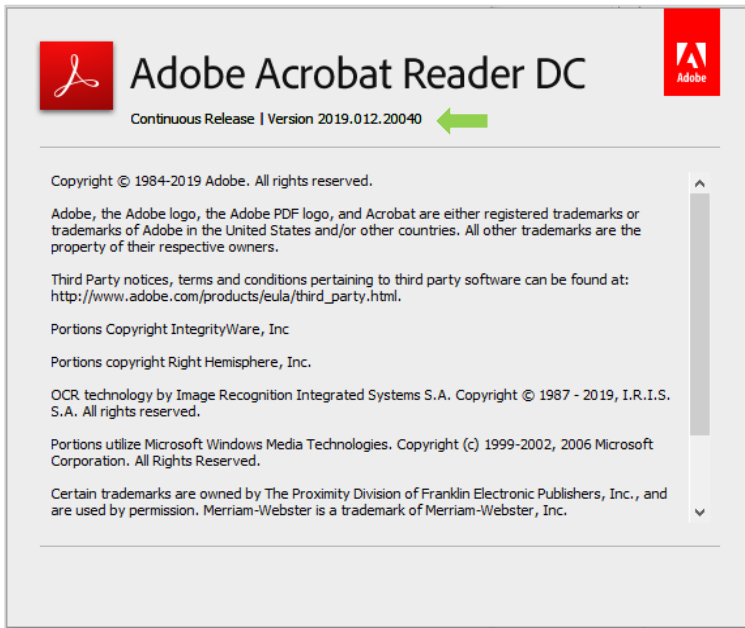 Adobe Acrobat Reader DC
Adobe
Continuous Release | Version 2019.012.20040
Copyright © 1984-2019 Adobe. All rights reserved.
Adobe, the Adobe logo, the Adobe PDF logo, and Acrobat are either registered trademarks or
trademarks of Adobe in the United States and/or other countries. All other trademarks are the
property of their respective owners.
Third Party notices, terms and conditions pertaining to third party software can be found at:
http://www.adobe.com/products/eula/third_party.html.
Portions Copyright IntegrityWare, Inc
Portions copyright Right Hemisphere, Inc.
OCR technology by Image Recognition Integrated Systems S.A. Copyright © 1987 - 2019, I.R.I.S.
S.A. All rights reserved.
Portions utilize Microsoft Windows Media Technologies. Copyright (c) 1999-2002, 2006 Microsoft
Corporation. All Rights Reserved.
Certain trademarks are owned by The Proximity Division of Franklin Electronic Publishers, Inc., and
are used by permission. Merriam-Webster is a trademark of Merriam-Webster, Inc.